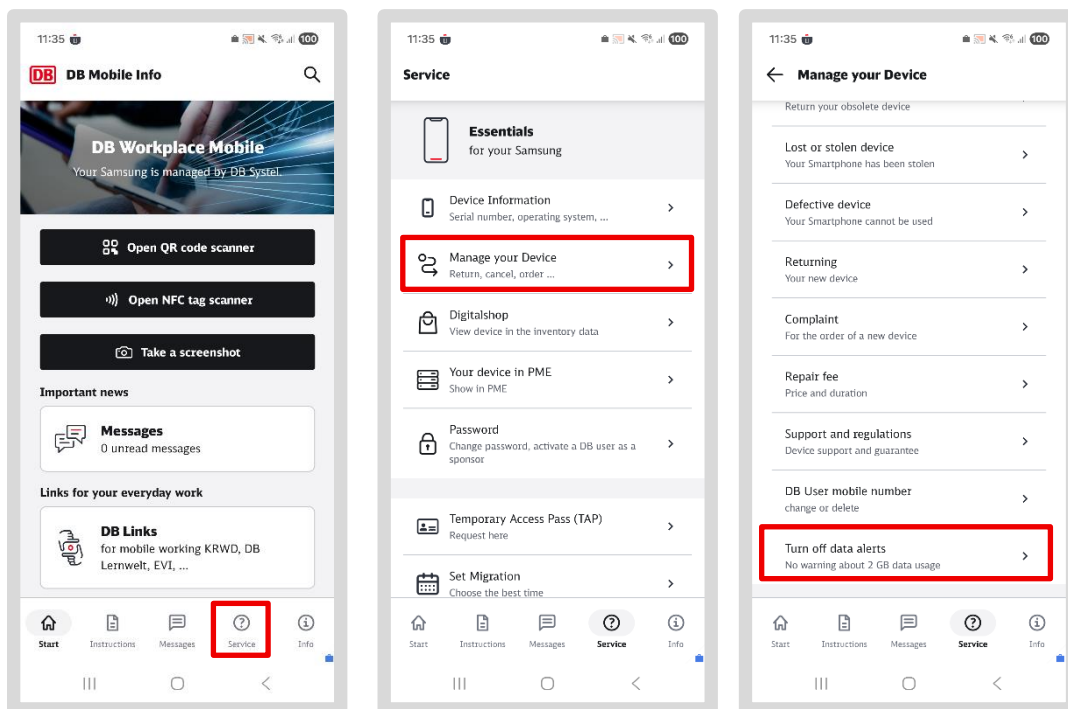 11:35
100
DB DB Mobile Info
DB Workplace Mobile
Your Samsung is managed by DB Systel.
Open QR code scanner
Open NFC tag scanner
Take a screenshot
Important news
Messages
0 unread messages
Links for your everyday work
DB Links
for mobile working KRWD, DB
Lernwelt, EVI, ...
Start Instructions Messages Service Info
11:35
100
Service
Essentials
for your Samsung
Device Information
Serial number, operating system, ...
Manage your Device
Return, cancel, order ...
Digitalshop
View device in the inventory data
Your device in PME
Show in PME
Password
Change password, activate a DB user as a
sponsor
Temporary Access Pass (TAP)
Request here
Set Migration
Choose the best time
Start Instructions Messages Service Info
11:35
100
Manage your Device
Return your obsolete device
Lost or stolen device
Your Smartphone has been stolen
Defective device
Your Smartphone cannot be used
Returning
Your new device
Complaint
For the order of a new device
Repair fee
Price and duration
Support and regulations
Device support and guarantee
DB User mobile number
change or delete
Turn off data alerts
No warning about 2 GB data usage
Start Instructions Messages Service Info